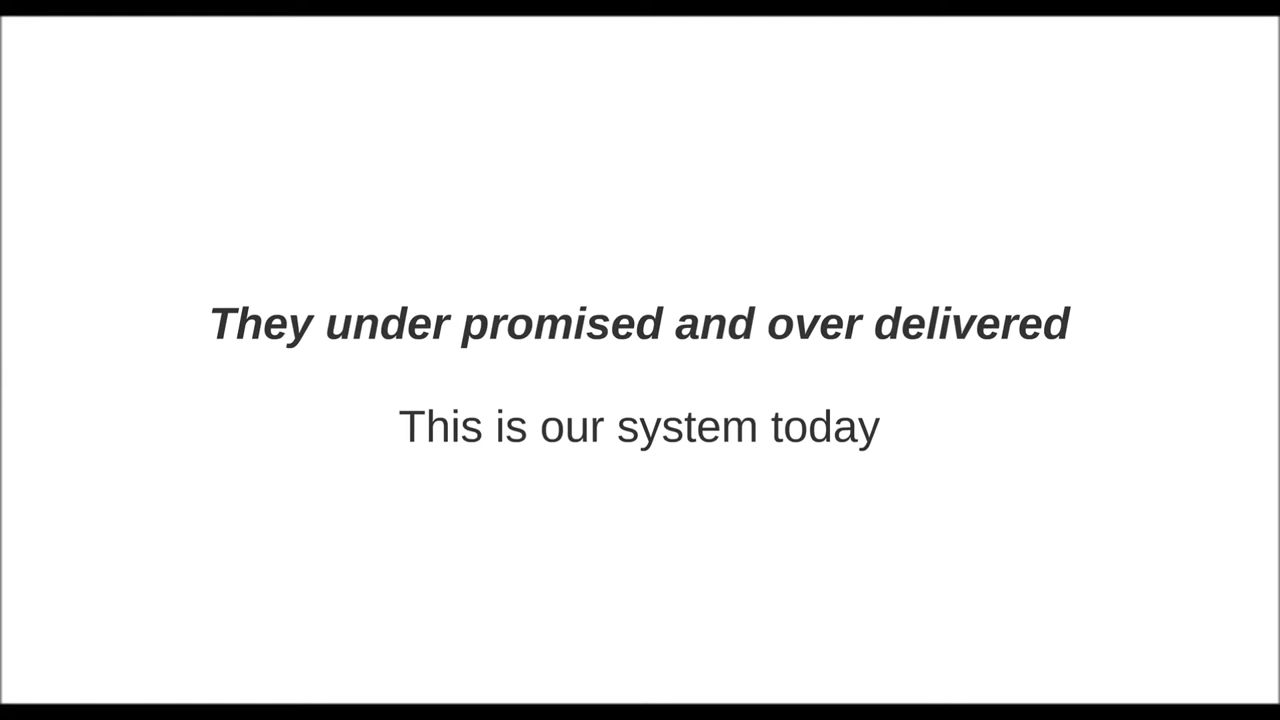 They under promised and over delivered
This is our system today